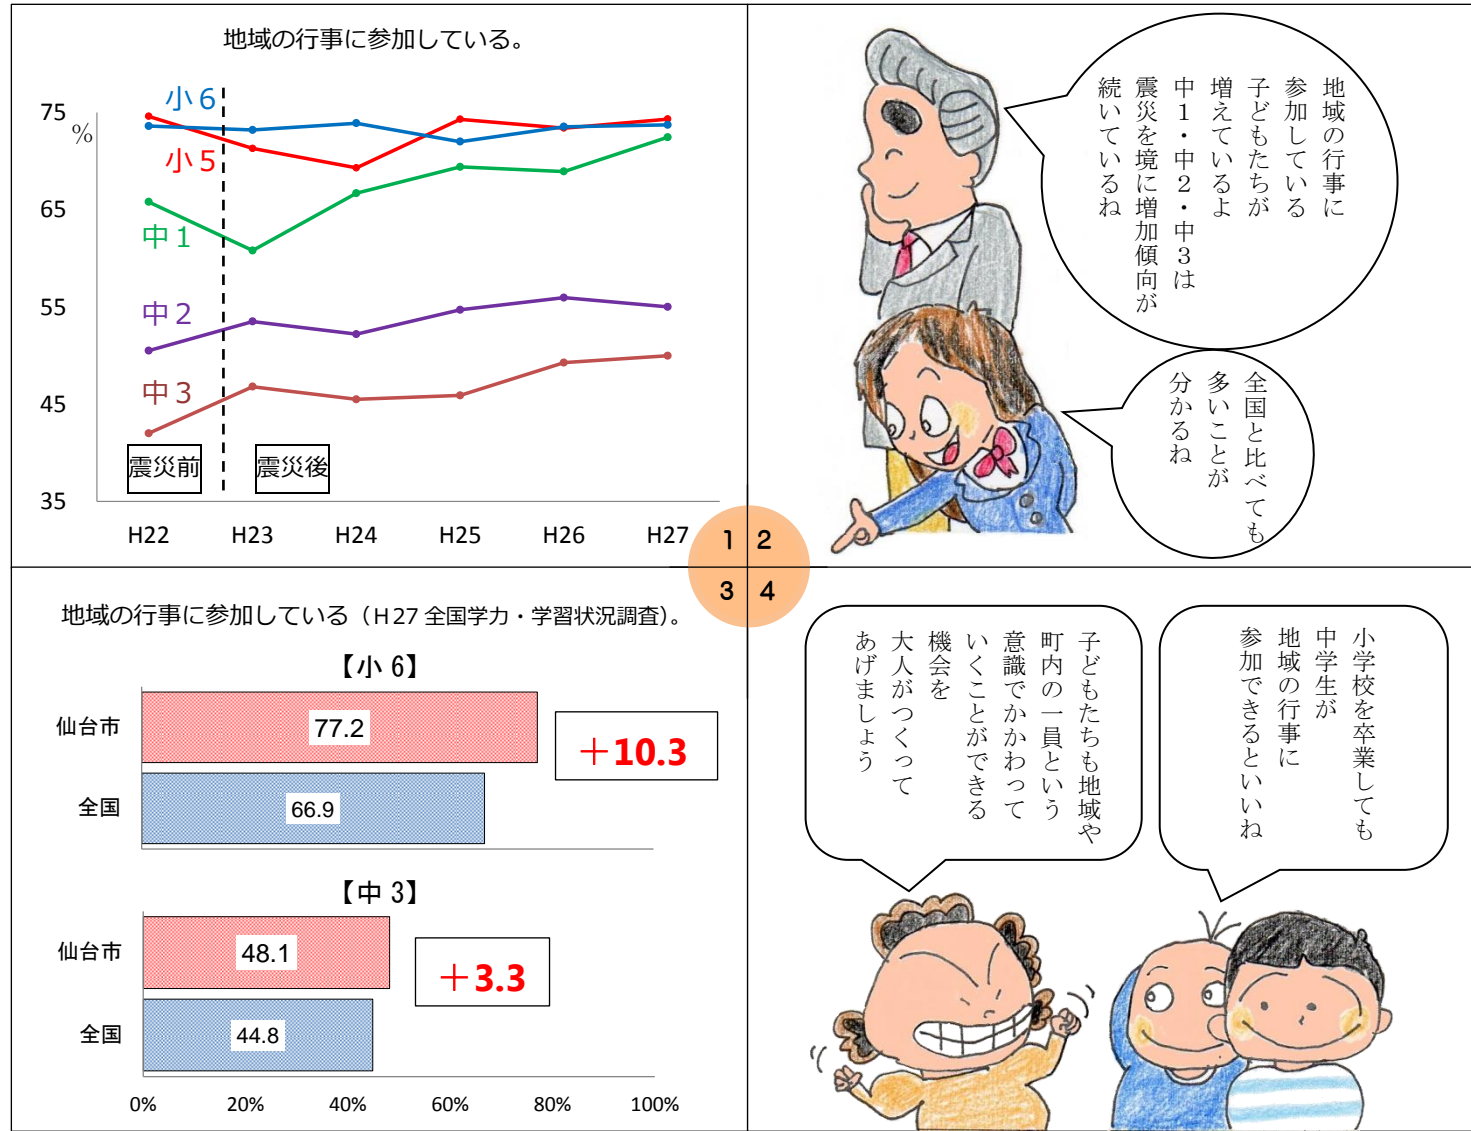 地域の行事に参加している。
75
%
65
55
45
35
小6
小5
中1
中2
中3
震災前
震災後
H22 H23 H24 H25 H26 H27
1
2
3
4
地域の行事に
参加している
子どもたちが
増えているよ
中１・中２・中３は
震災を境に増加傾向が
続いているね
全国と比べても
多いことが
分かるね
地域の行事に参加している（H27 全国学力・学習状況調査）。
【小 6】
仙台市
77.2
全国
66.9
＋10.3
【中 3】
仙台市
48.1
全国
44.8
＋3.3
0% 20% 40% 60% 80% 100%
小学校を卒業しても
中学生が
地域の行事に
参加できるといいね
子どもたちも地域や
町内の一員という
意識でかかわって
いくことができる
機会を
大人がつくって
あげましょう